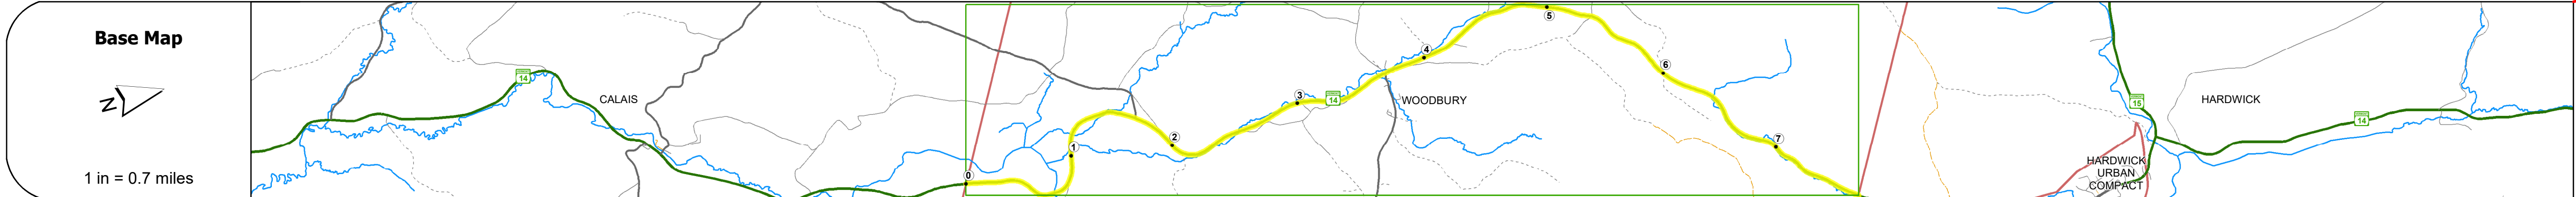 Base Map
N
1 in = 0.7 miles
14
CALAIS
0
1
2
3
14
4
WOODBURY
5
6
7
15
HARDWICK
14
HARDWICK
URBAN
COMPACT